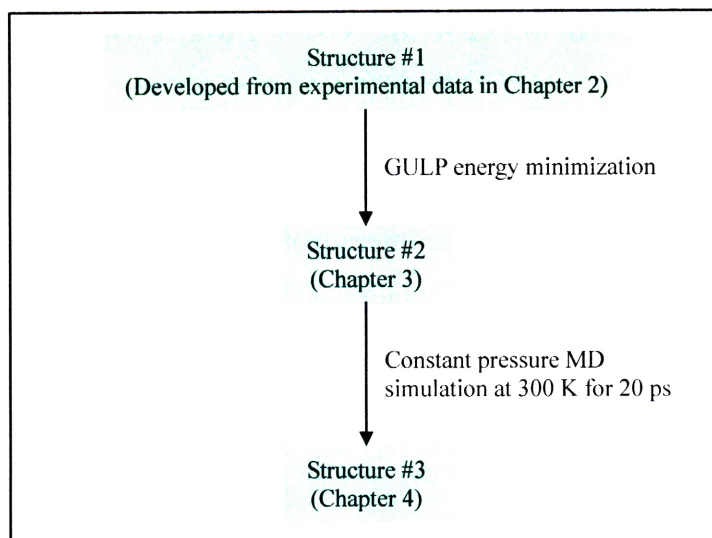 Structure #1
(Developed from experimental data in Chapter 2)
GULP energy minimization
Structure #2
(Chapter 3)
Constant pressure MD
simulation at 300 K for 20 ps
Structure #3
(Chapter 4)